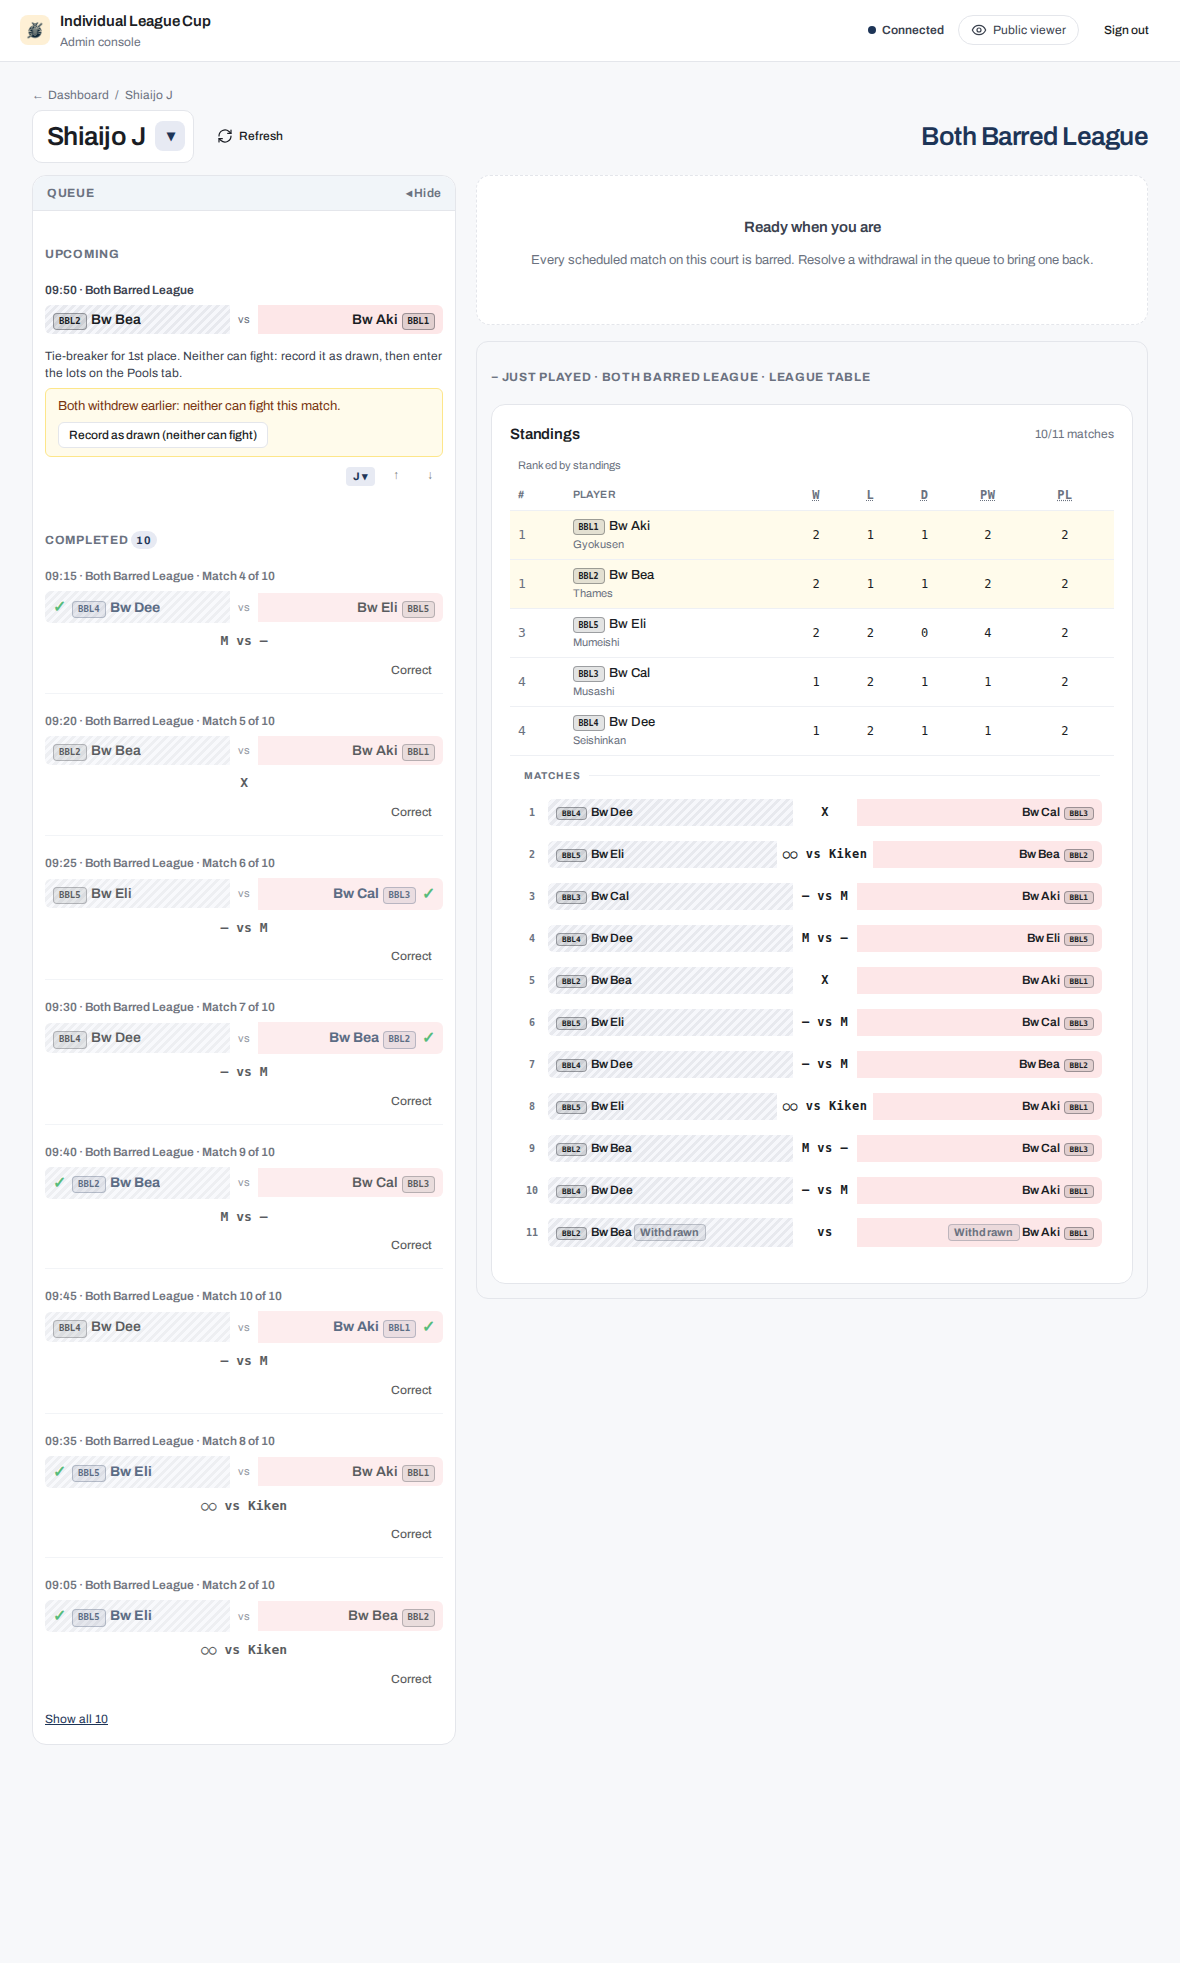 Individual League Cup
Admin console
Connected
Public viewer
Sign out
← Dashboard / Shiaijo J
Shiaijo J ▼
Refresh
Both Barred League
QUEUE
◂ Hide
UPCOMING
09:50 · Both Barred League
BBL2 Bw Bea vs Bw Aki BBL1
Tie-breaker for 1st place. Neither can fight: record it as drawn, then enter
the lots on the Pools tab.
Both withdrew earlier: neither can fight this match.
Record as drawn (neither can fight)
J ▾ ↑ ↓
COMPLETED 10
09:15 · Both Barred League · Match 4 of 10
✓ BBL4 Bw Dee vs Bw Eli BBL5
M vs –
Correct
09:20 · Both Barred League · Match 5 of 10
BBL2 Bw Bea vs Bw Aki BBL1
X
Correct
09:25 · Both Barred League · Match 6 of 10
BBL5 Bw Eli vs Bw Cal BBL3 ✓
– vs M
Correct
09:30 · Both Barred League · Match 7 of 10
BBL4 Bw Dee vs Bw Bea BBL2 ✓
– vs M
Correct
09:40 · Both Barred League · Match 9 of 10
✓ BBL2 Bw Bea vs Bw Cal BBL3
M vs –
Correct
09:45 · Both Barred League · Match 10 of 10
BBL4 Bw Dee vs Bw Aki BBL1 ✓
– vs M
Correct
09:35 · Both Barred League · Match 8 of 10
✓ BBL5 Bw Eli vs Bw Aki BBL1
○○ vs Kiken
Correct
09:05 · Both Barred League · Match 2 of 10
✓ BBL5 Bw Eli vs Bw Bea BBL2
○○ vs Kiken
Correct
Show all 10
Ready when you are
Every scheduled match on this court is barred. Resolve a withdrawal in the queue to bring one back.
– JUST PLAYED · BOTH BARRED LEAGUE · LEAGUE TABLE
Standings
10/11 matches
Ranked by standings
# PLAYER W L D PW PL
1 BBL1 Bw Aki 2 1 1 2 2
Gyokusen
1 BBL2 Bw Bea 2 1 1 2 2
Thames
3 BBL5 Bw Eli 2 2 0 4 2
Mumeishi
4 BBL3 Bw Cal 1 2 1 1 2
Musashi
4 BBL4 Bw Dee 1 2 1 1 2
Seishinkan
MATCHES
1 BBL4 Bw Dee X Bw Cal BBL3
2 BBL5 Bw Eli ○○ vs Kiken Bw Bea BBL2
3 BBL3 Bw Cal – vs M Bw Aki BBL1
4 BBL4 Bw Dee M vs – Bw Eli BBL5
5 BBL2 Bw Bea X Bw Aki BBL1
6 BBL5 Bw Eli – vs M Bw Cal BBL3
7 BBL4 Bw Dee – vs M Bw Bea BBL2
8 BBL5 Bw Eli ○○ vs Kiken Bw Aki BBL1
9 BBL2 Bw Bea M vs – Bw Cal BBL3
10 BBL4 Bw Dee – vs M Bw Aki BBL1
11 BBL2 Bw Bea Withdrawn vs Withdrawn Bw Aki BBL1